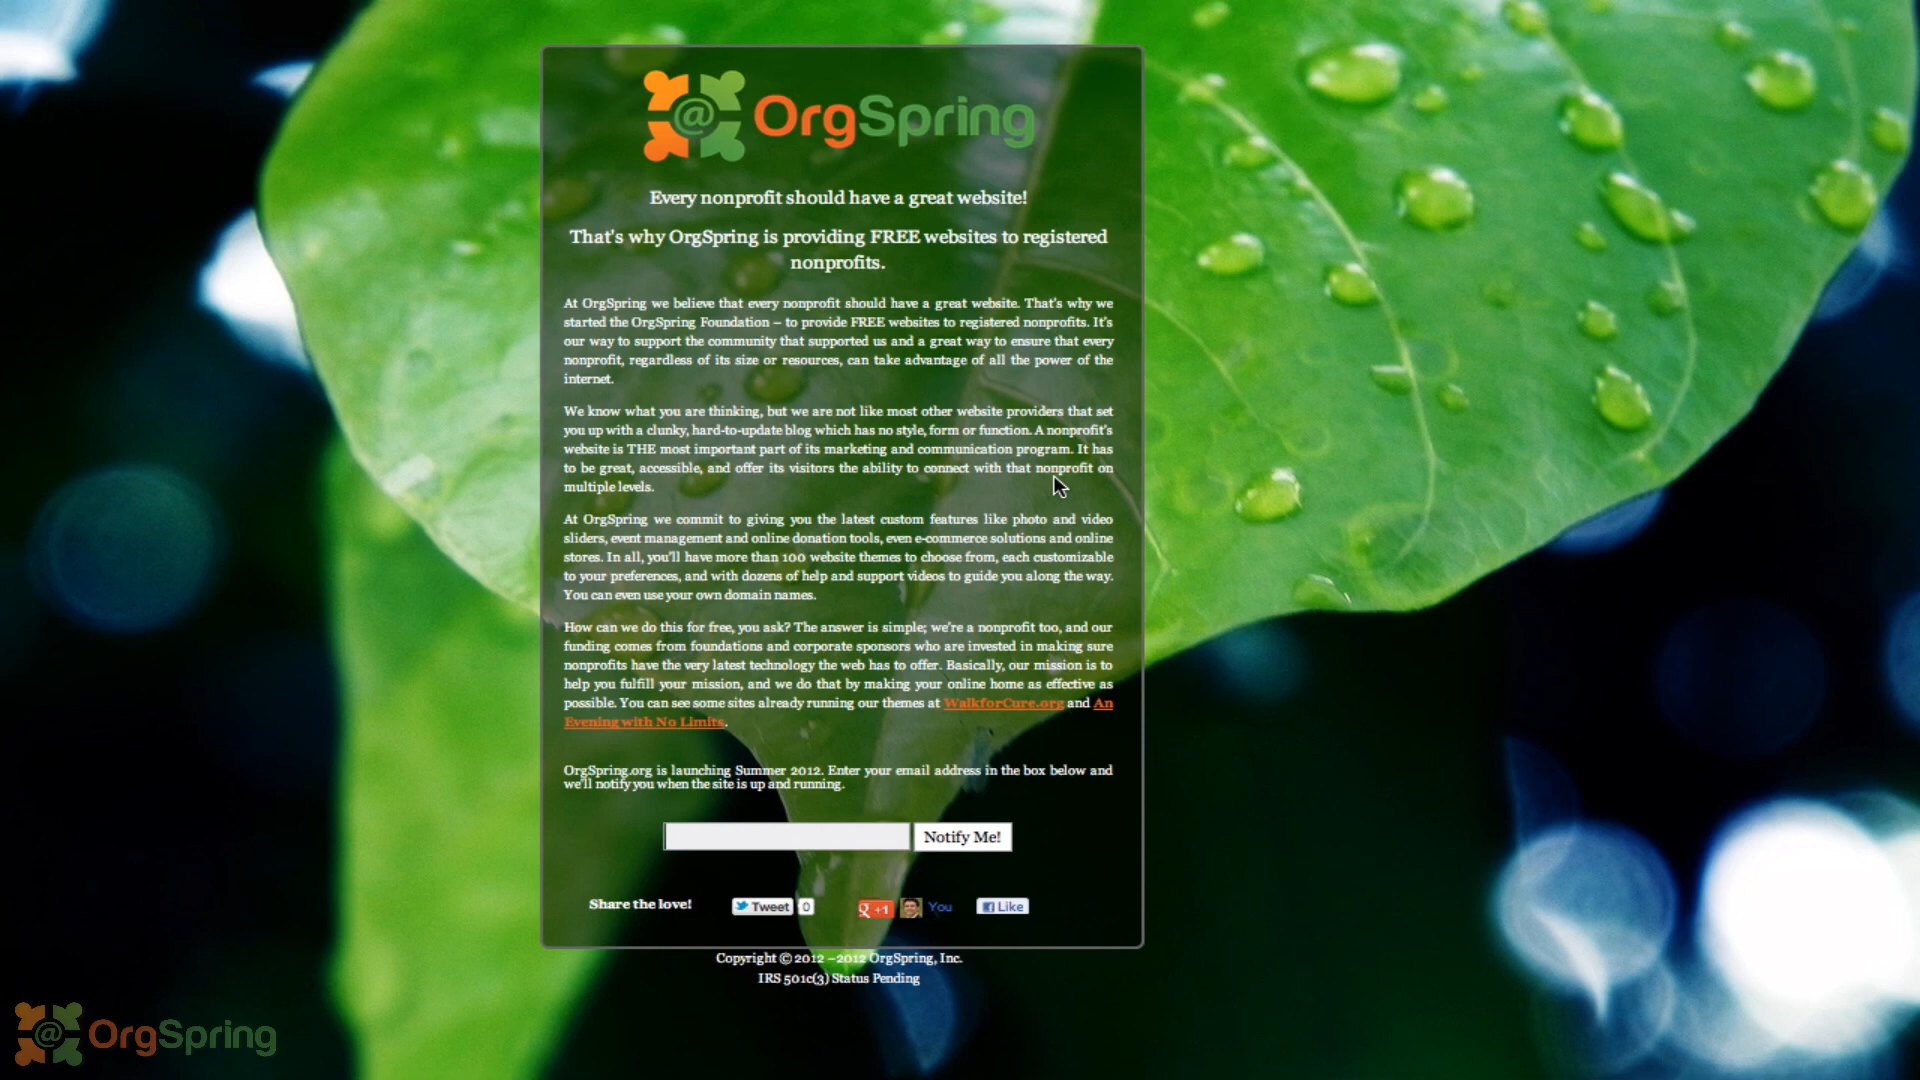 @ OrgSpring
Every nonprofit should have a great website!
That's why OrgSpring is providing FREE websites to registered
nonprofits.
At OrgSpring we believe that every nonprofit should have a great website. That's why we
started the OrgSpring Foundation – to provide FREE websites to registered nonprofits. It's
our way to support the community that supported us and a great way to ensure that every
nonprofit, regardless of its size or resources, can take advantage of all the power of the
internet.
We know what you are thinking, but we are not like most other website providers that set
you up with a clunky, hard-to-update blog which has no style, form or function. A nonprofit's
website is THE most important part of its marketing and communication program. It has
to be great, accessible, and offer its visitors the ability to connect with that nonprofit on
multiple levels.
At OrgSpring we commit to giving you the latest custom features like photo and video
sliders, event management and online donation tools, even e-commerce solutions and online
stores. In all, you'll have more than 100 website themes to choose from, each customizable
to your preferences, and with dozens of help and support videos to guide you along the way.
You can even use your own domain names.
How can we do this for free, you ask? The answer is simple; we're a nonprofit too, and our
funding comes from foundations and corporate sponsors who are invested in making sure
nonprofits have the very latest technology the web has to offer. Basically, our mission is to
help you fulfill your mission, and we do that by making your online home as effective as
possible. You can see some sites already running our themes at WalkforCure.org and An
Evening with No Limits.
OrgSpring.org is launching Summer 2012. Enter your email address in the box below and
we'll notify you when the site is up and running.
Notify Me!
Share the love! Tweet 0 g +1 You f Like
Copyright © 2012 –2012 OrgSpring, Inc.
IRS 501c(3) Status Pending
@ OrgSpring